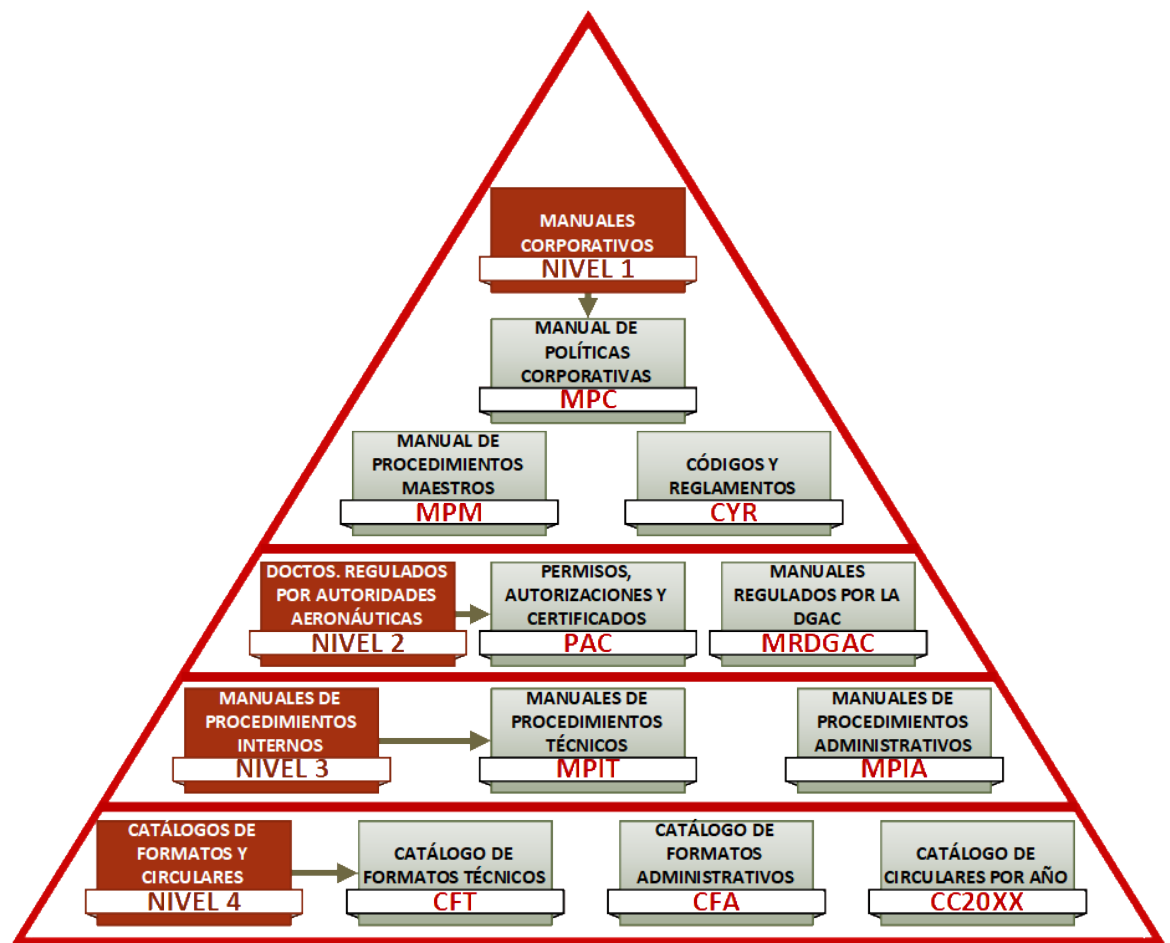 MANUALES
CORPORATIVOS
NIVEL 1
MANUAL DE
POLÍTICAS
CORPORATIVAS
MPC
MANUAL DE
PROCEDIMIENTOS
MAESTROS
MPM
CÓDIGOS Y
REGLAMENTOS
CYR
DOCTOS. REGULADOS
POR AUTORIDADES
AERONÁUTICAS
NIVEL 2
PERMISOS,
AUTORIZACIONES Y
CERTIFICADOS
PAC
MANUALES
REGULADOS POR LA
DGAC
MRDGAC
MANUALES DE
PROCEDIMIENTOS
INTERNOS
NIVEL 3
MANUALES DE
PROCEDIMIENTOS
TÉCNICOS
MPIT
MANUALES DE
PROCEDIMIENTOS
ADMINISTRATIVOS
MPIA
CATÁLOGOS DE
FORMATOS Y
CIRCULARES
NIVEL 4
CATÁLOGO DE
FORMATOS TÉCNICOS
CFT
CATÁLOGO DE
FORMATOS
ADMINISTRATIVOS
CFA
CATÁLOGO DE
CIRCULARES POR AÑO
CC20XX